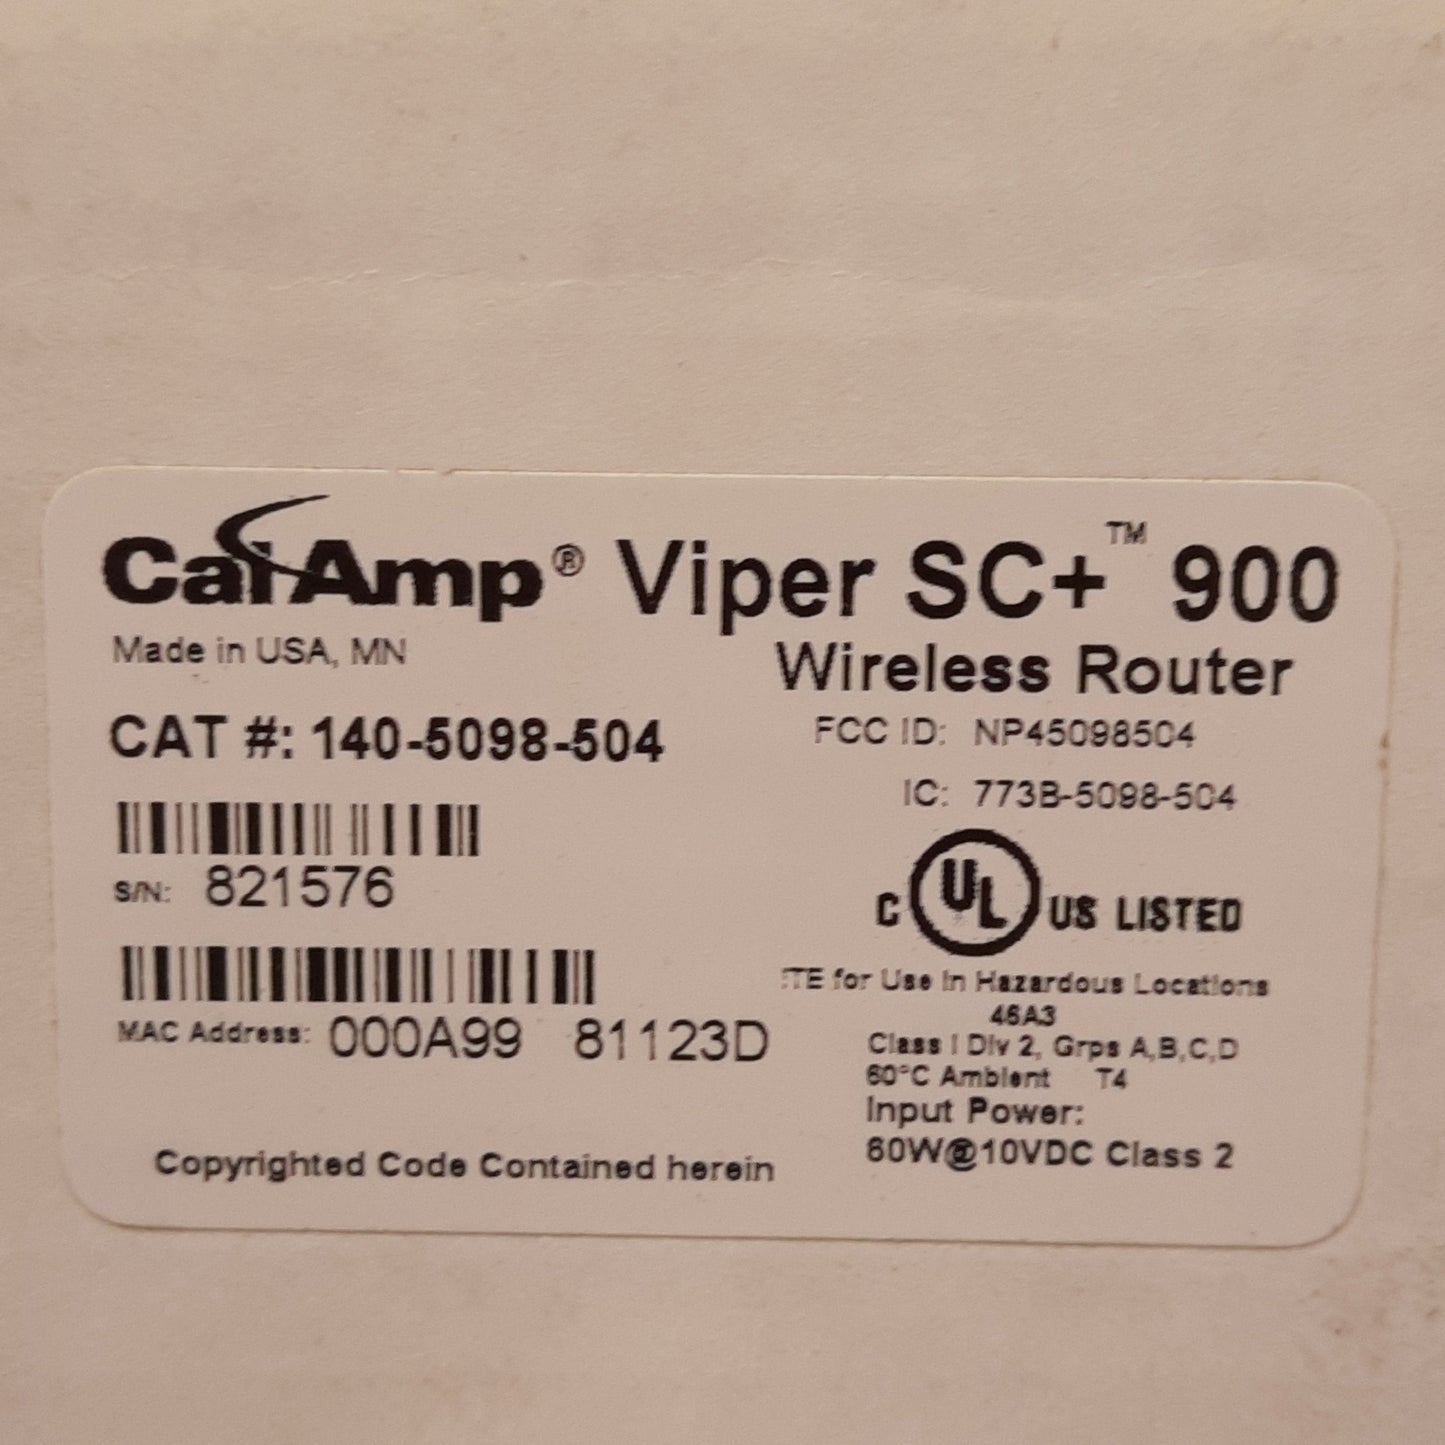 CalAmp® Viper SC+™ 900
Made in USA, MN
Wireless Router
CAT #: 140-5098-504
FCC ID: NP45098504
IC: 773B-5098-504
S/N: 821576
C UL US LISTED
MAC Address: 000A99 81123D
ITE for Use In Hazardous Locations
46A3
Class I Div 2, Grps A,B,C,D
60°C Ambient T4
Input Power:
60W@10VDC Class 2
Copyrighted Code Contained herein